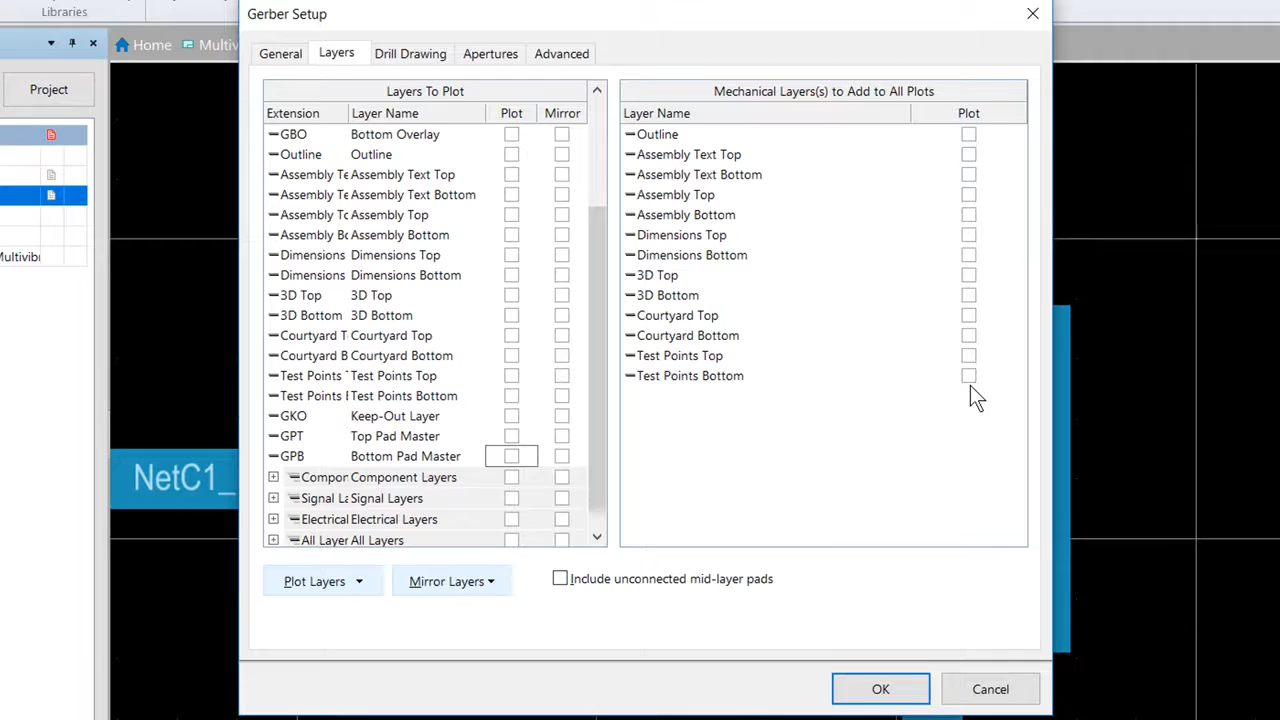 Libraries
Gerber Setup
Home
Multiv
Project
General
Layers
Drill Drawing
Apertures
Advanced
Layers To Plot
Extension Layer Name Plot Mirror
GBO Bottom Overlay
Outline Outline
Assembly Te Assembly Text Top
Assembly Te Assembly Text Bottom
Assembly To Assembly Top
Assembly Bo Assembly Bottom
Dimensions Dimensions Top
Dimensions Dimensions Bottom
3D Top 3D Top
3D Bottom 3D Bottom
Courtyard T Courtyard Top
Courtyard B Courtyard Bottom
Test Points Test Points Top
Test Points Test Points Bottom
GKO Keep-Out Layer
GPT Top Pad Master
GPB Bottom Pad Master
Compor Component Layers
Signal La Signal Layers
Electrical Electrical Layers
All Layer All Layers
Mechanical Layers(s) to Add to All Plots
Layer Name Plot
Outline
Assembly Text Top
Assembly Text Bottom
Assembly Top
Assembly Bottom
Dimensions Top
Dimensions Bottom
3D Top
3D Bottom
Courtyard Top
Courtyard Bottom
Test Points Top
Test Points Bottom
Multivib
NetC1_
Plot Layers
Mirror Layers
Include unconnected mid-layer pads
OK
Cancel